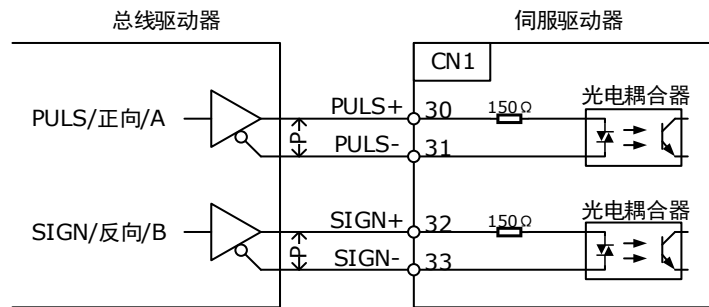 总线驱动器
伺服驱动器
CN1
光电耦合器
PULS/正向/A
PULS+
30
150Ω
P
PULS-
31
光电耦合器
SIGN/反向/B
SIGN+
32
150Ω
P
SIGN-
33